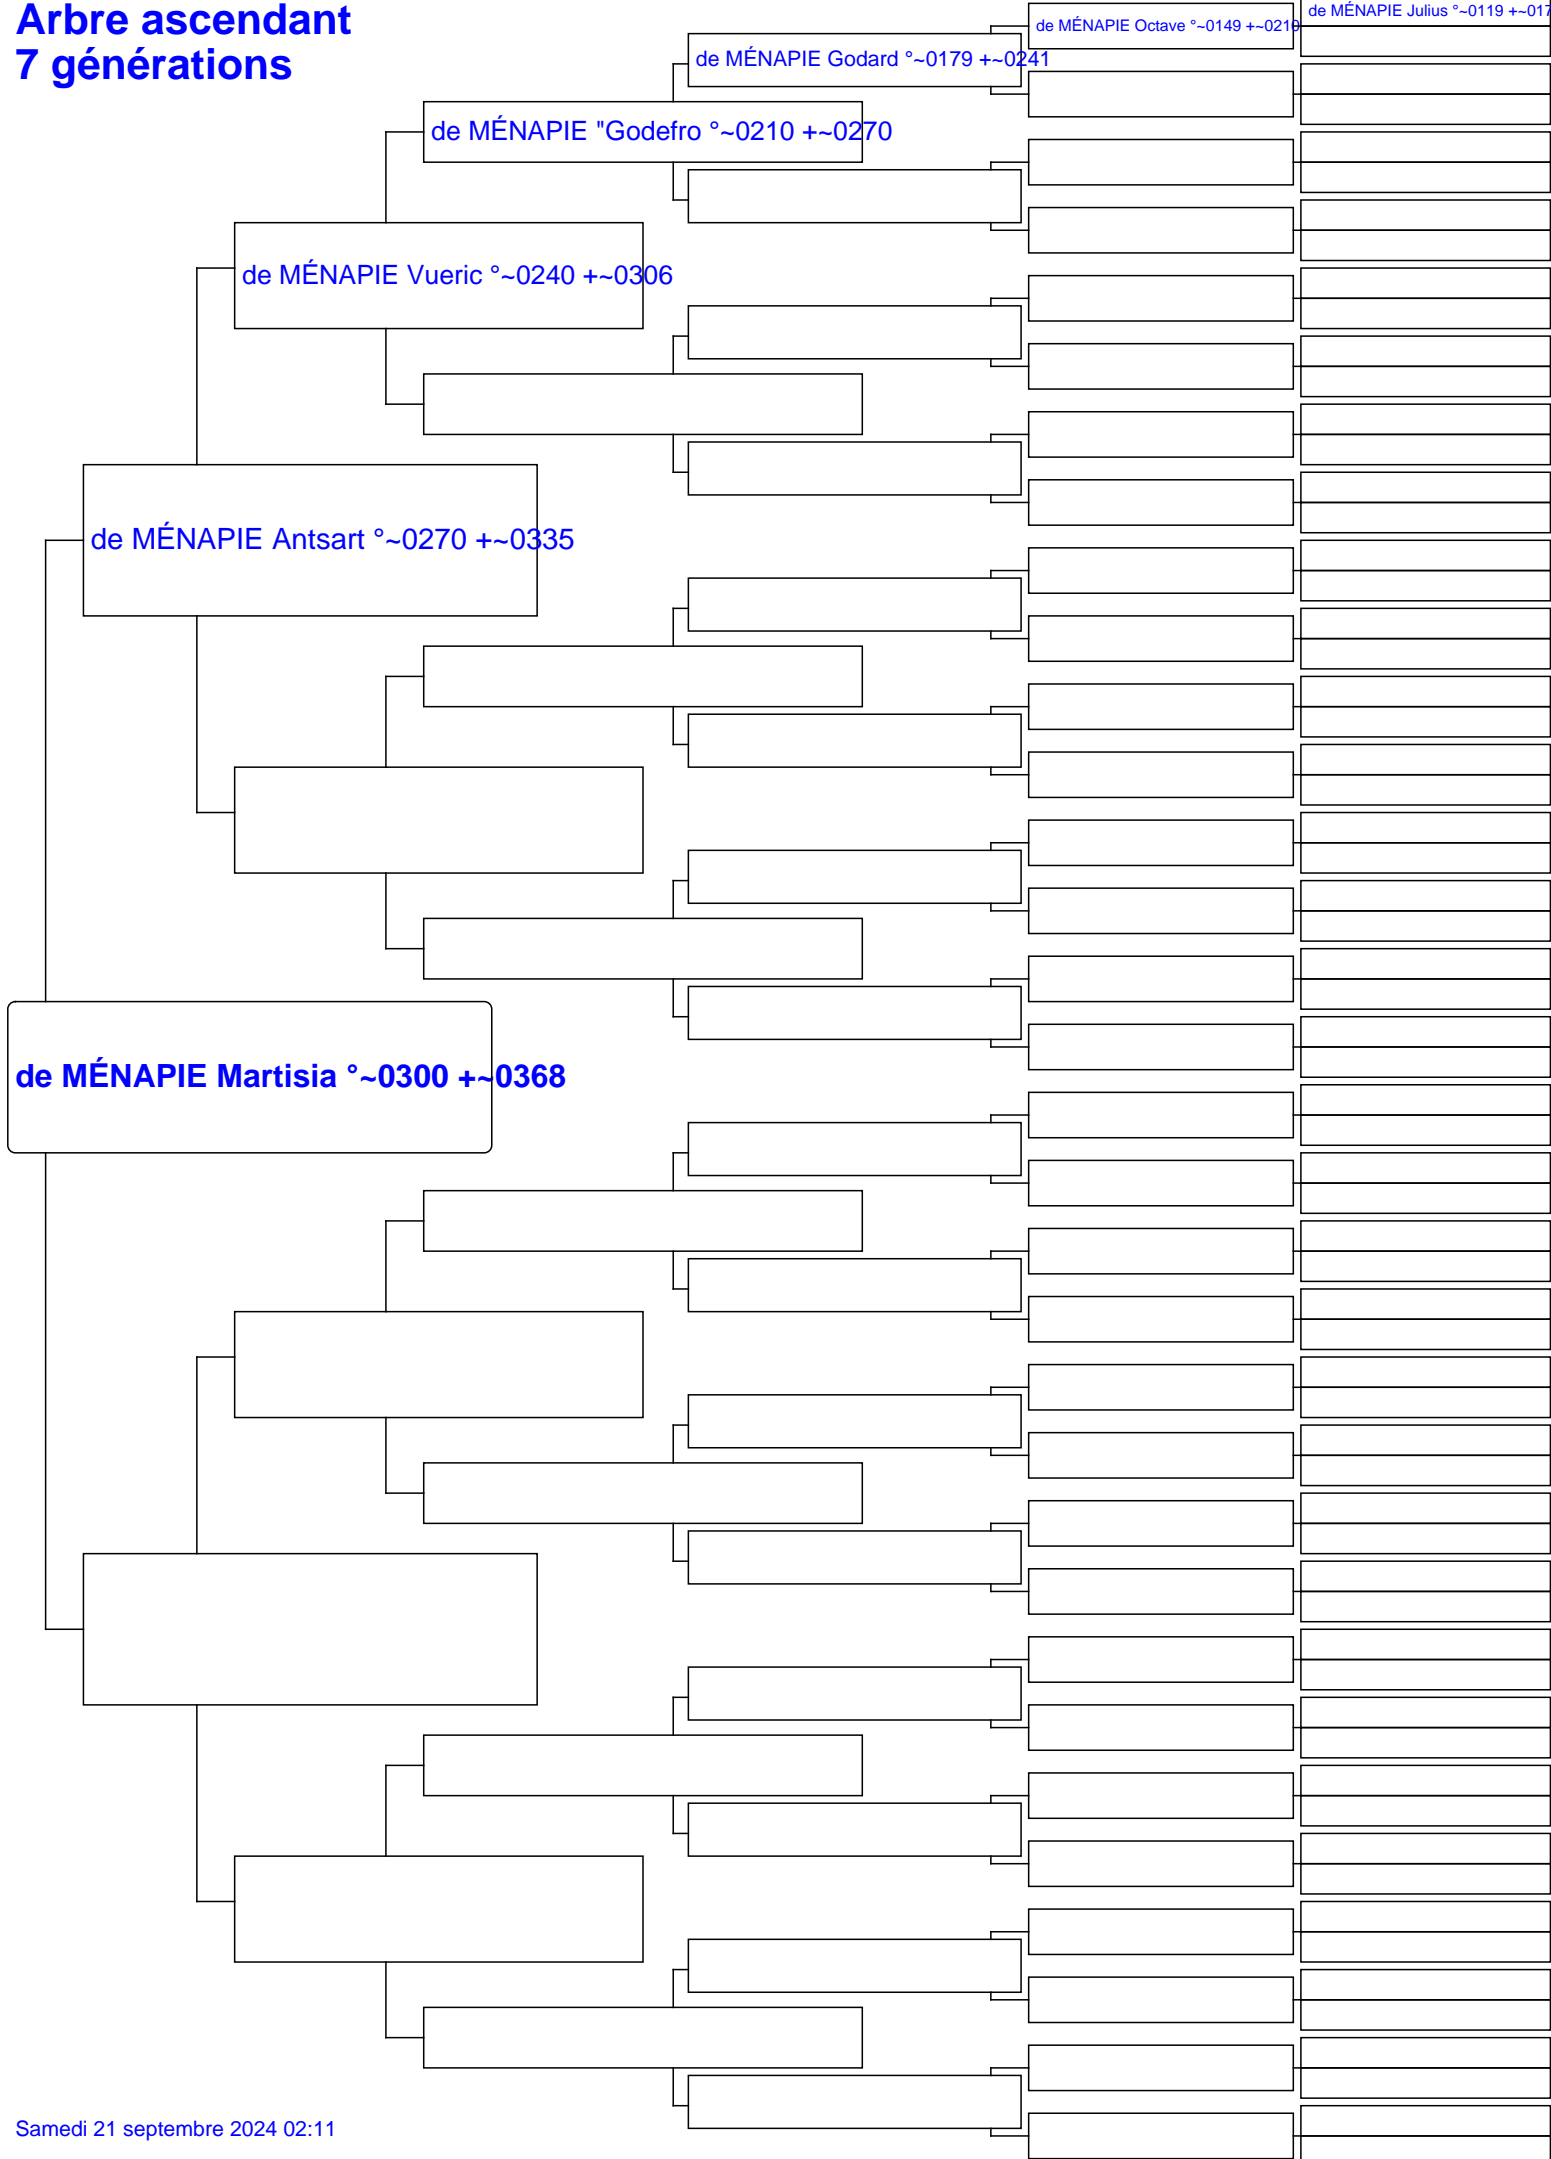 Arbre ascendant
7 générations
de MÉNAPIE Julius °~0119 +~017
de MÉNAPIE Octave °~0149 +~0210
de MÉNAPIE Godard °~0179 +~0241
de MÉNAPIE "Godefro °~0210 +~0270
de MÉNAPIE Vueric °~0240 +~0306
de MÉNAPIE Antsart °~0270 +~0335
de MÉNAPIE Martisia °~0300 +~0368
Samedi 21 septembre 2024 02:11